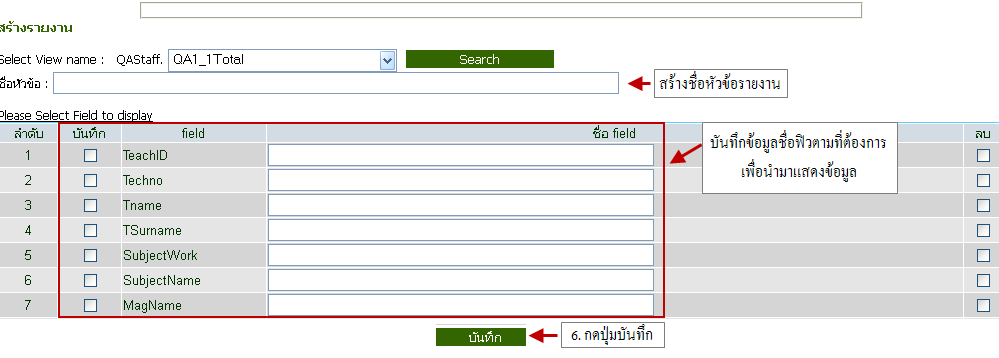 สร้างรายงาน
Select View name : QAStaff. QA1_1Total Search
ชื่อหัวข้อ : สร้างชื่อหัวข้อรายงาน
Please Select Field to display
ลำดับ บันทึก field ชื่อ field ลบ
บันทึกข้อมูลชื่อฟิวตามที่ต้องการ
เพื่อนำมาแสดงข้อมูล
1 TeachID
2 Techno
3 Tname
4 TSurname
5 SubjectWork
6 SubjectName
7 MagName
บันทึก 6. กดปุ่มบันทึก